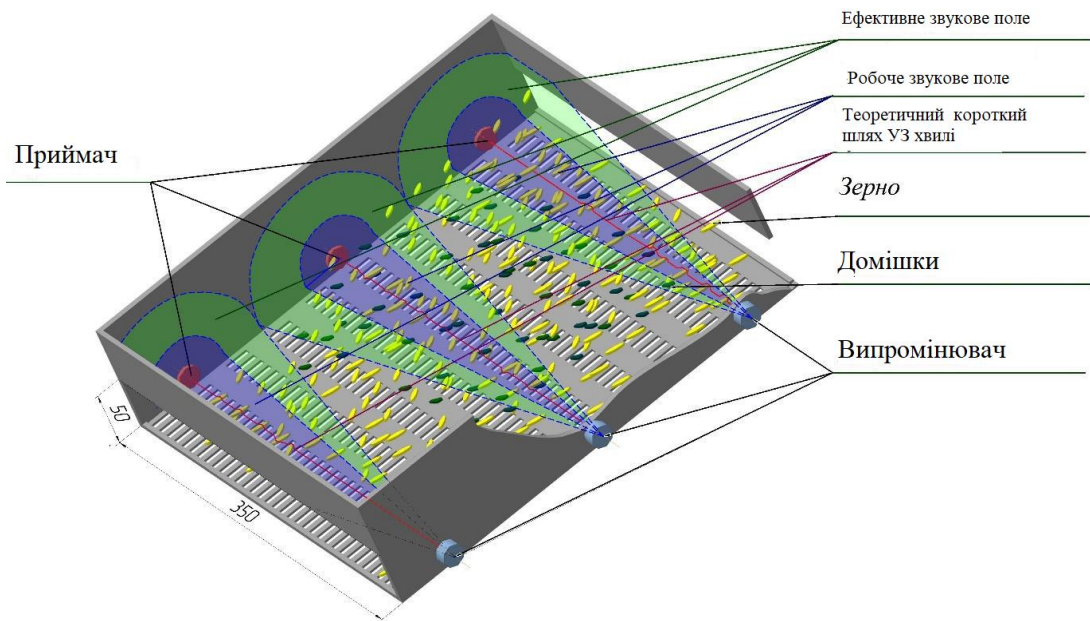 Ефективне звукове поле
Робоче звукове поле
Теоретичний короткий
шлях УЗ хвилі
Приймач
Зерно
Домішки
Випромінювач
50
350